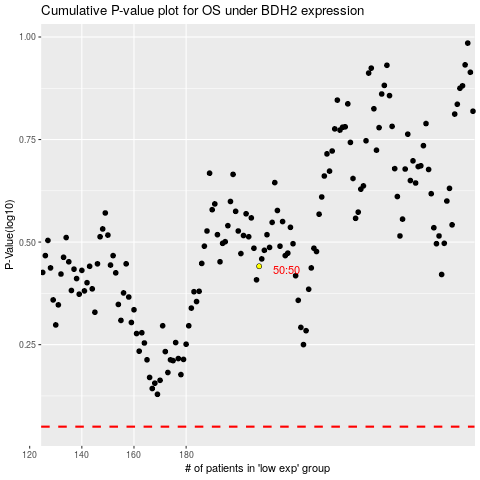 Cumulative P-value plot for OS under BDH2 expression
P-Value(log10)
1.00
0.75
0.50
0.25
50:50
120 140 160 180
# of patients in 'low exp' group